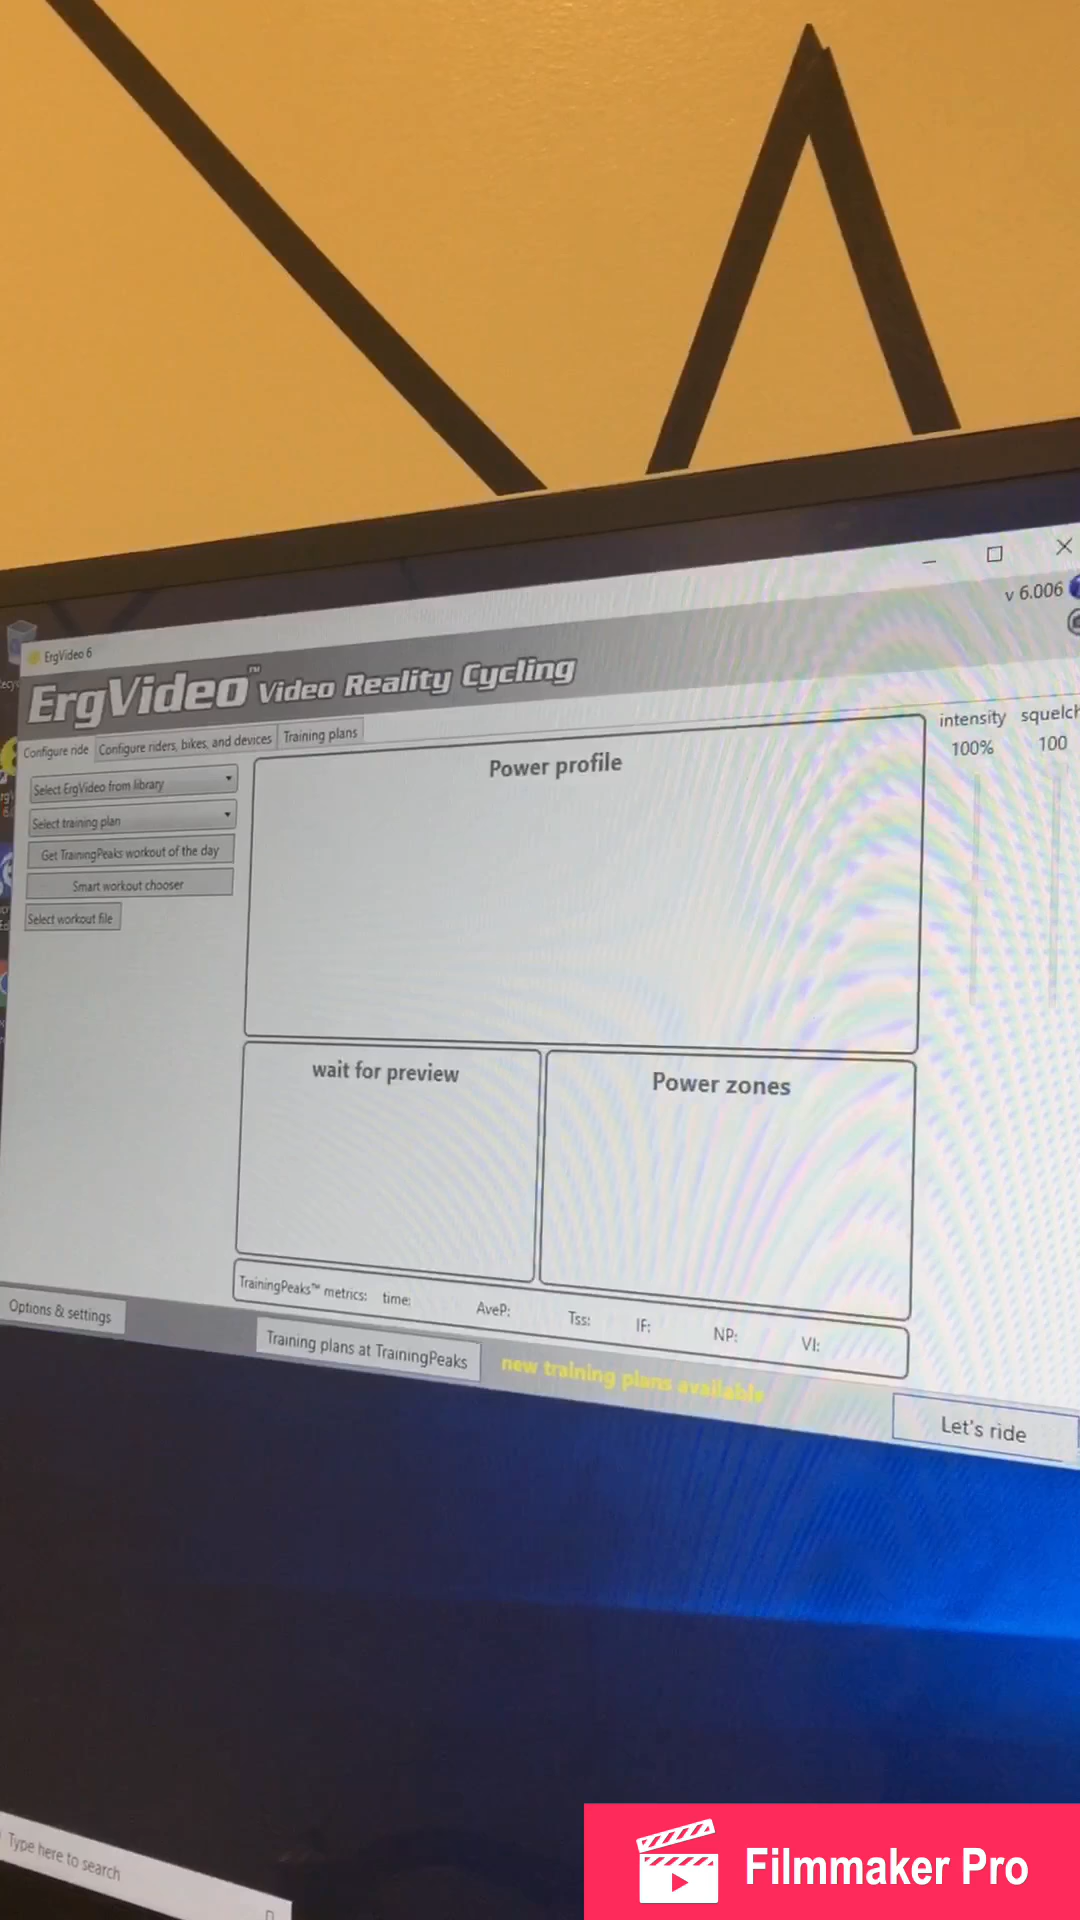 v 6.006
ErgVideo 6
ErgVideo™ Video Reality Cycling
Configure ride
Configure riders, bikes, and devices
Training plans
intensity
squelch
100%
100
Select ErgVideo from library
Select training plan
Get TrainingPeaks workout of the day
Smart workout chooser
Select workout file
Power profile
wait for preview
Power zones
TrainingPeaks™ metrics: time: AveP: Tss: IF: NP: VI:
Options & settings
Training plans at TrainingPeaks
new training plans available
Let's ride
Type here to search
Filmmaker Pro